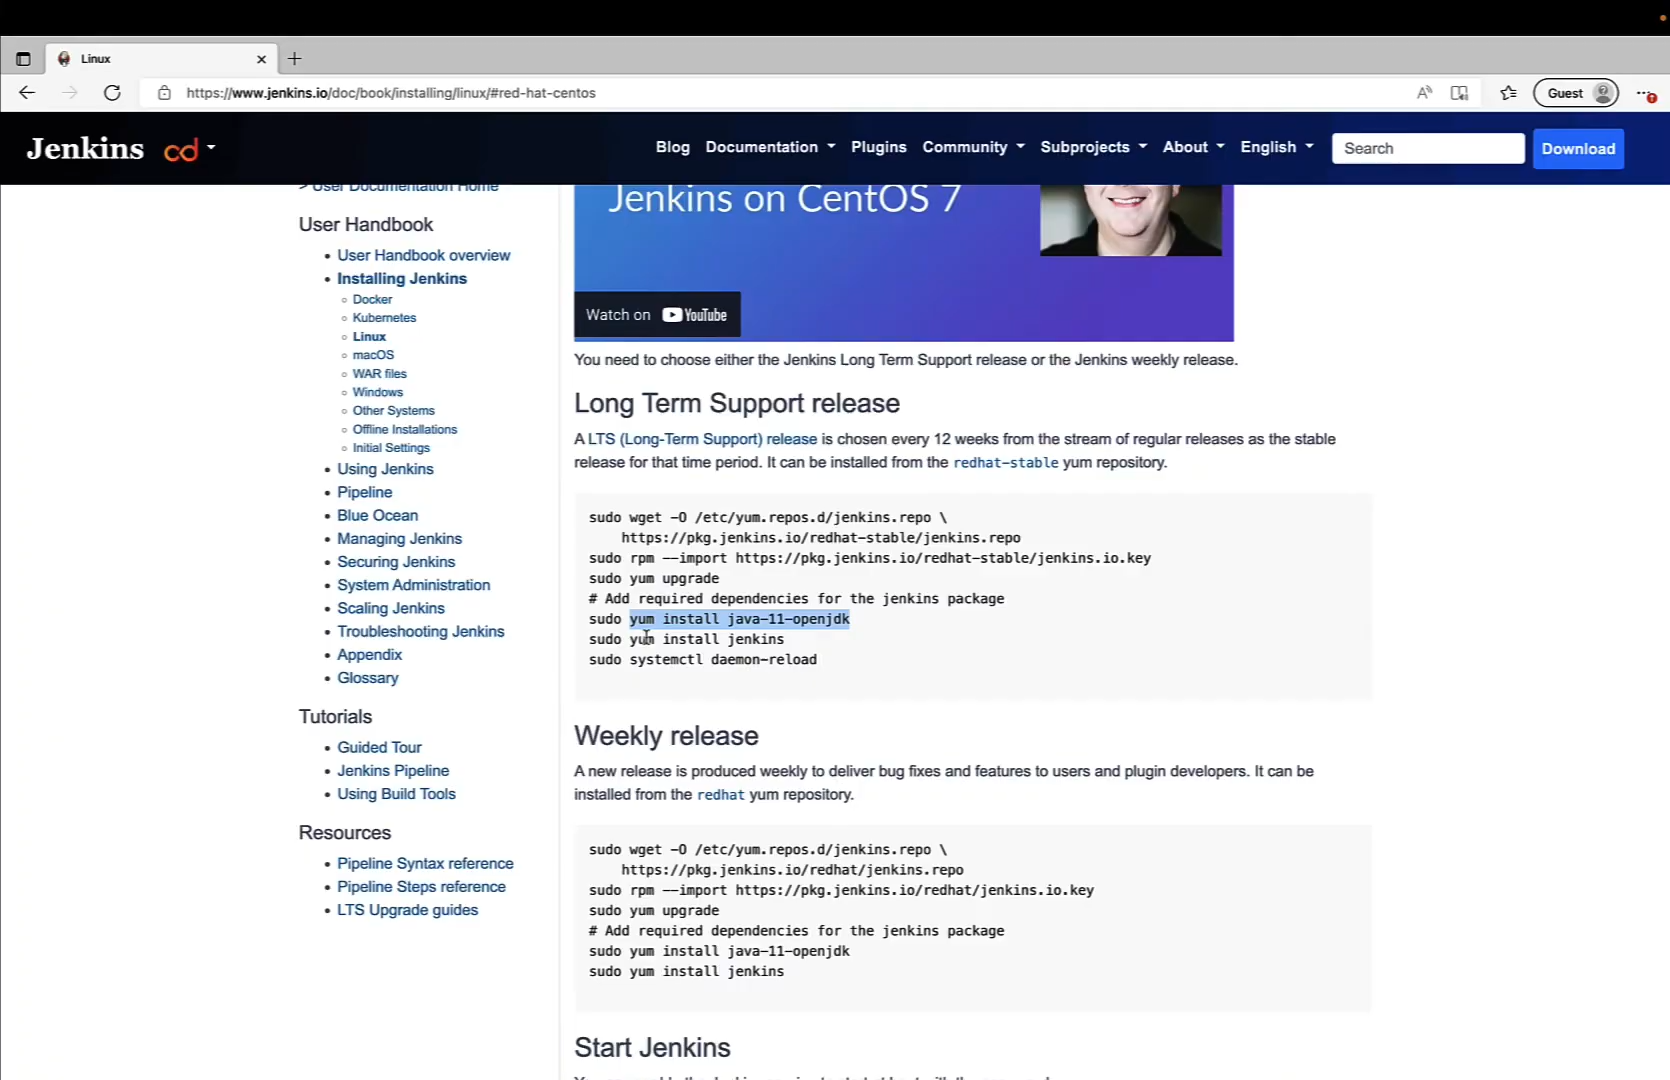 Linux
https://www.jenkins.io/doc/book/installing/linux/#red-hat-centos
Guest
Jenkins
cd
Blog
Documentation
Plugins
Community
Subprojects
About
English
Search
Download
> User Documentation Home
User Handbook
User Handbook overview
Installing Jenkins
Docker
Kubernetes
Linux
macOS
WAR files
Windows
Other Systems
Offline Installations
Initial Settings
Using Jenkins
Pipeline
Blue Ocean
Managing Jenkins
Securing Jenkins
System Administration
Scaling Jenkins
Troubleshooting Jenkins
Appendix
Glossary
Tutorials
Guided Tour
Jenkins Pipeline
Using Build Tools
Resources
Pipeline Syntax reference
Pipeline Steps reference
LTS Upgrade guides
Jenkins on CentOS 7
Watch on YouTube
You need to choose either the Jenkins Long Term Support release or the Jenkins weekly release.
Long Term Support release
A LTS (Long-Term Support) release is chosen every 12 weeks from the stream of regular releases as the stable
release for that time period. It can be installed from the redhat-stable yum repository.
sudo wget -O /etc/yum.repos.d/jenkins.repo \
https://pkg.jenkins.io/redhat-stable/jenkins.repo
sudo rpm --import https://pkg.jenkins.io/redhat-stable/jenkins.io.key
sudo yum upgrade
# Add required dependencies for the jenkins package
sudo yum install java-11-openjdk
sudo yum install jenkins
sudo systemctl daemon-reload
Weekly release
A new release is produced weekly to deliver bug fixes and features to users and plugin developers. It can be
installed from the redhat yum repository.
sudo wget -O /etc/yum.repos.d/jenkins.repo \
https://pkg.jenkins.io/redhat/jenkins.repo
sudo rpm --import https://pkg.jenkins.io/redhat/jenkins.io.key
sudo yum upgrade
# Add required dependencies for the jenkins package
sudo yum install java-11-openjdk
sudo yum install jenkins
Start Jenkins